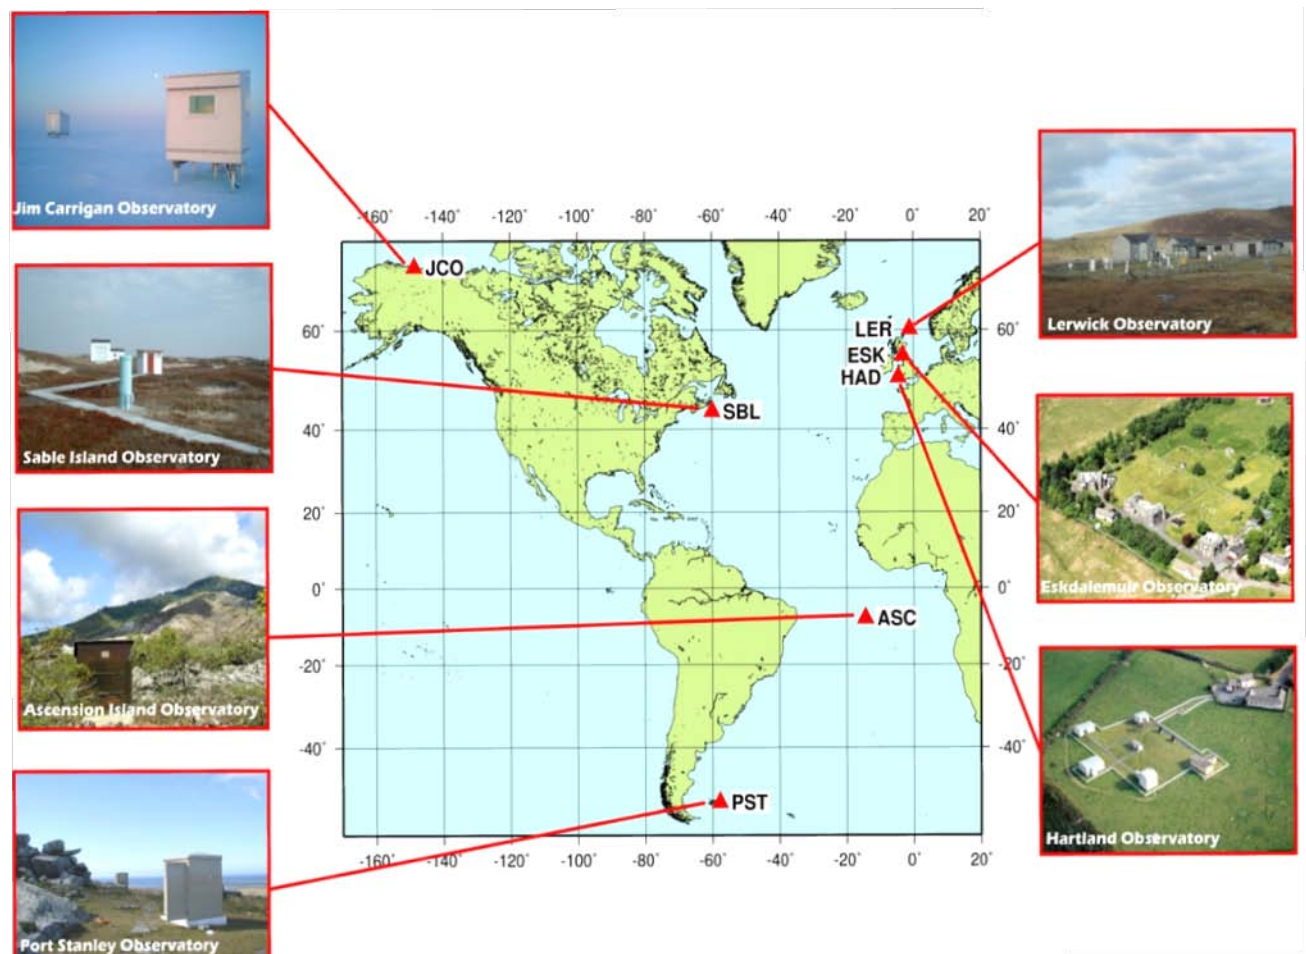 Jim Carrigan Observatory
Sable Island Observatory
Ascension Island Observatory
Port Stanley Observatory
-160° -140° -120° -100° -80° -60° -40° -20° 0° 20°
JCO
LER
60° 60°
ESK
HAD
SBL
40° 40°
20° 20°
0° 0°
ASC
-20° -20°
-40° -40°
PST
-160° -140° -120° -100° -80° -60° -40° -20° 0° 20°
Lerwick Observatory
Eskdalemuir Observatory
Hartland Observatory